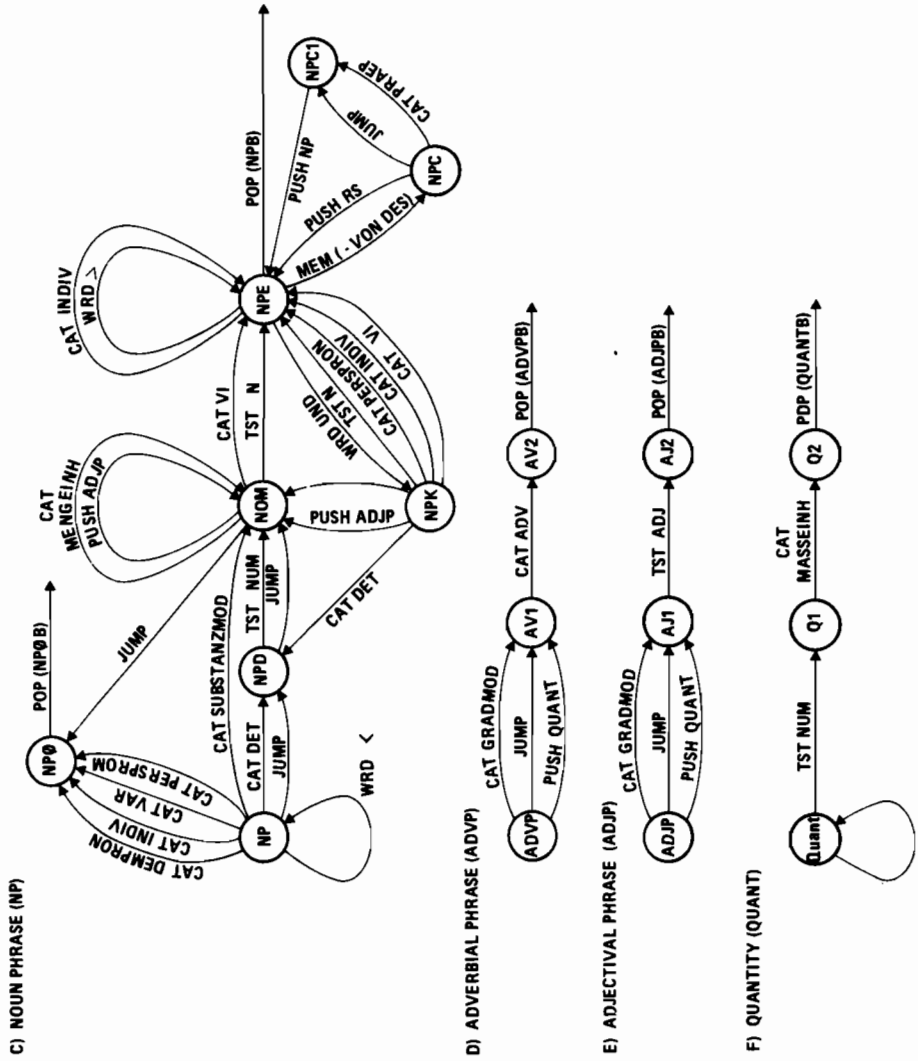 C) NOUN PHRASE (NP)
POP (NPØB)
NPØ
JUMP
CAT DEMPRON
CAT INDIV
CAT VAR
CAT PERSPROM
NP
WRD <
CAT SUBSTANZMOD
CAT DET
JUMP
NPD
TST NUM
JUMP
CAT DET
CAT
MENGEINH
PUSH ADJP
NOM
PUSH ADJP
NPK
CAT VI
TST N
WRD UND
TST N
CAT PERSPRON
CAT INDIV
CAT VI
CAT INDIV
WRD >
NPE
POP (NPB)
MEM (- VON DES)
PUSH RS
PUSH NP
NPC
JUMP
CAT PRAEP
NPC1
D) ADVERBIAL PHRASE (ADVP)
ADVP
CAT GRADMOD
JUMP
PUSH QUANT
AV1
CAT ADV
AV2
POP (ADVPB)
E) ADJECTIVAL PHRASE (ADJP)
ADJP
CAT GRADMOD
JUMP
PUSH QUANT
AJ1
TST ADJ
AJ2
POP (ADJPB)
F) QUANTITY (QUANT)
Quant
TST NUM
Q1
CAT
MASSEINH
Q2
PDP (QUANTB)